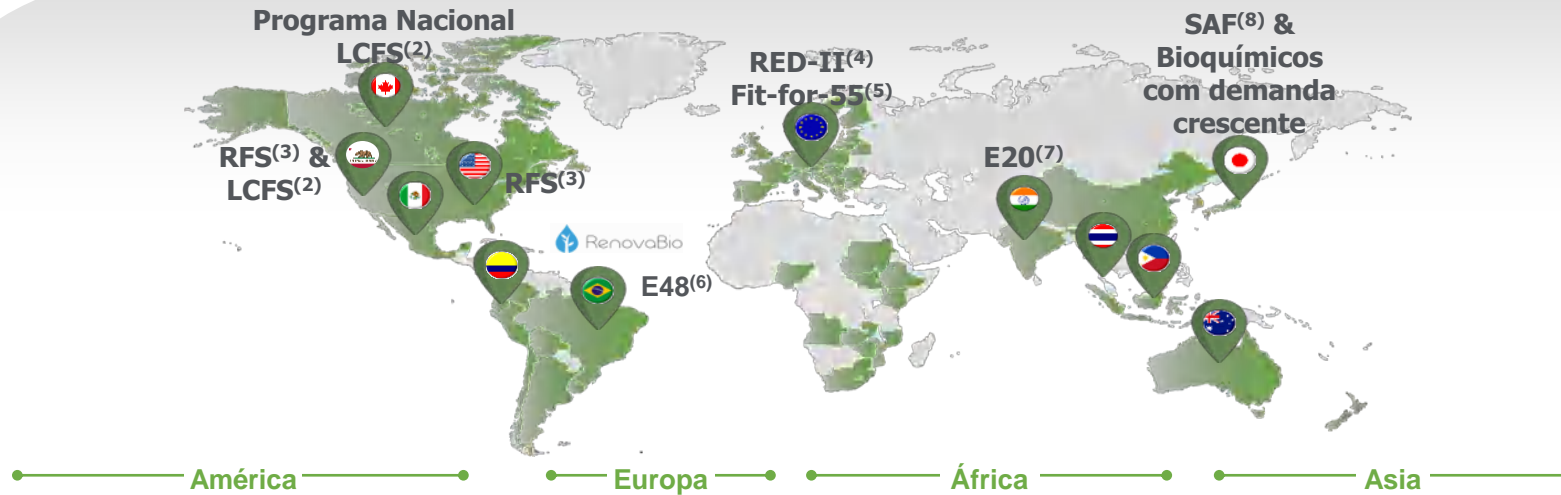 Programa Nacional
LCFS(2)
RED-II(4)
Fit-for-55(5)
SAF(8) &
Bioquímicos
com demanda
crescente
RFS(3) &
LCFS(2)
RFS(3)
E20(7)
RenovaBio
E48(6)
América
Europa
África
Asia